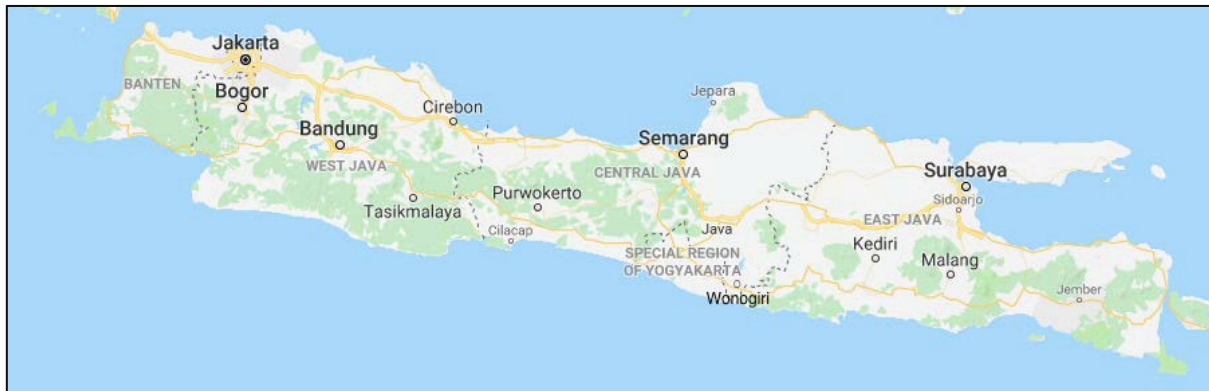 Jakarta
BANTEN
Bogor
Cirebon
Bandung
WEST JAVA
Tasikmalaya
Purwokerto
Cilacap
Jepara
Semarang
CENTRAL JAVA
Java
SPECIAL REGION
OF YOGYAKARTA
Wonogiri
Surabaya
Sidoarjo
EAST JAVA
Kediri
Malang
Jember